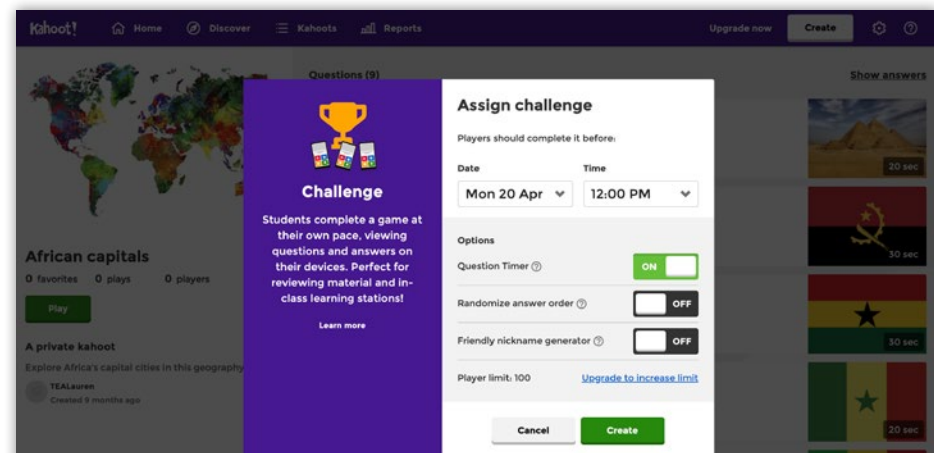 Kahoot!
Home
Discover
Kahoots
Reports
Upgrade now
Create
Questions (9)
Show answers
20 sec
30 sec
30 sec
20 sec
African capitals
0 favorites 0 plays 0 players
Play
A private kahoot
Explore Africa's capital cities in this geography
TEALauren
Created 9 months ago
Challenge
Students complete a game at
their own pace, viewing
questions and answers on
their devices. Perfect for
reviewing material and in-
class learning stations!
Learn more
Assign challenge
Players should complete it before:
Date Time
Mon 20 Apr 12:00 PM
Options
Question Timer ON
Randomize answer order OFF
Friendly nickname generator OFF
Player limit: 100 Upgrade to increase limit
Cancel Create